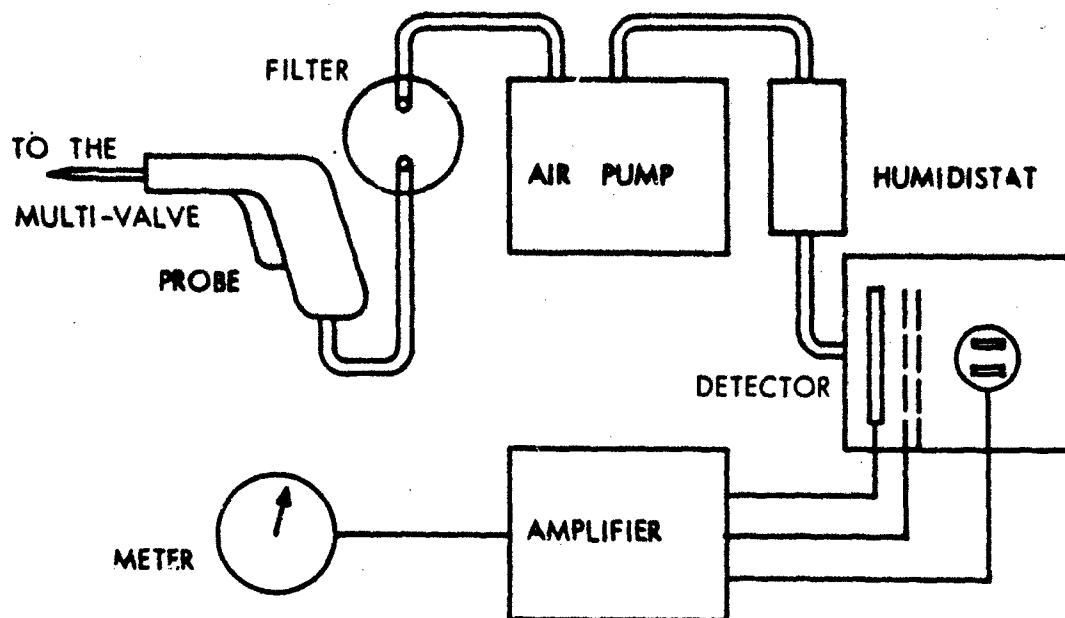 FILTER
TO THE
MULTI-VALVE
PROBE
AIR PUMP
HUMIDISTAT
DETECTOR
AMPLIFIER
METER